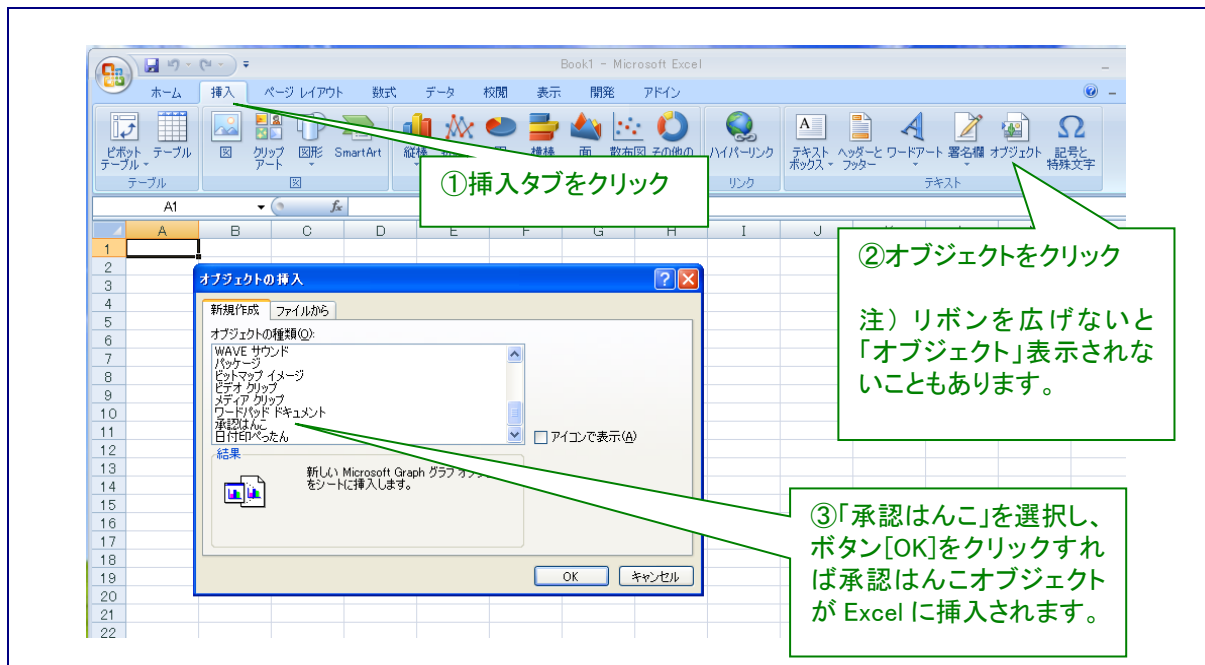 Book1 - Microsoft Excel
ホーム 挿入 ページ レイアウト 数式 データ 校閲 表示 開発 アドイン
ピボット テーブル テーブル 図 クリップ アート 図形 SmartArt 面 散布図 その他の ハイパーリンク テキスト ボックス ヘッダーと フッター ワードアート 署名欄 オブジェクト 記号と 特殊文字
テーブル 図 リンク テキスト
①挿入タブをクリック
A1 fx
A B C D E F G H I J
②オブジェクトをクリック
注）リボンを広げないと
「オブジェクト」表示されな
いこともあります。
オブジェクトの挿入
新規作成 ファイルから
オブジェクトの種類(O):
WAVE サウンド
パッケージ
ビットマップ イメージ
ビデオ クリップ
メディア クリップ
ワードパッド ドキュメント
承認はんこ
日付印ぺったん
アイコンで表示(A)
結果
新しい Microsoft Graph グラフ オブジ
をシートに挿入します。
OK キャンセル
③「承認はんこ」を選択し、
ボタン[OK]をクリックすれ
ば承認はんこオブジェクト
が Excel に挿入されます。
1
2
3
4
5
6
7
8
9
10
11
12
13
14
15
16
17
18
19
20
21
22